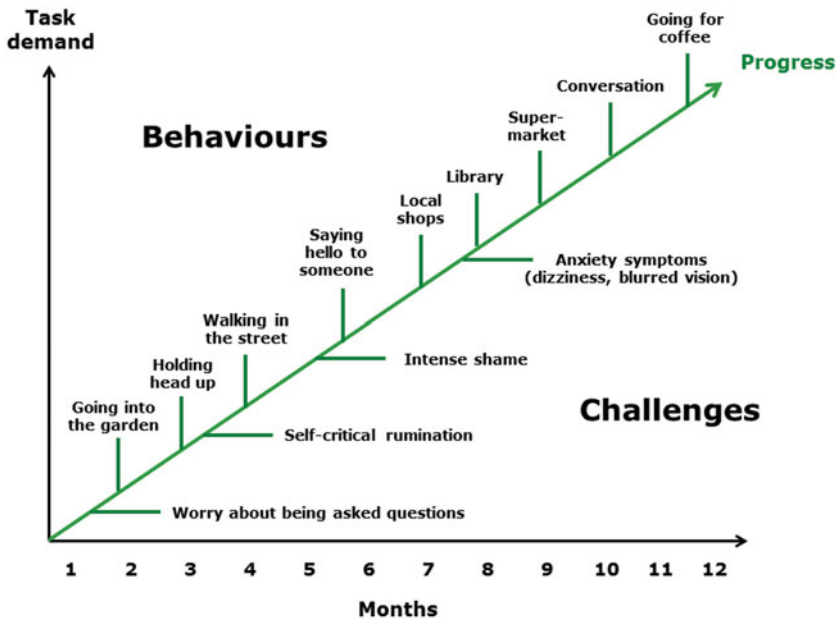 Task
demand
Going for
coffee
Progress
Conversation
Behaviours
Super-
market
Library
Local
shops
Saying
hello to
someone
Anxiety symptoms
(dizziness, blurred vision)
Walking in
the street
Intense shame
Holding
head up
Going into
the garden
Challenges
Self-critical rumination
Worry about being asked questions
1 2 3 4 5 6 7 8 9 10 11 12
Months